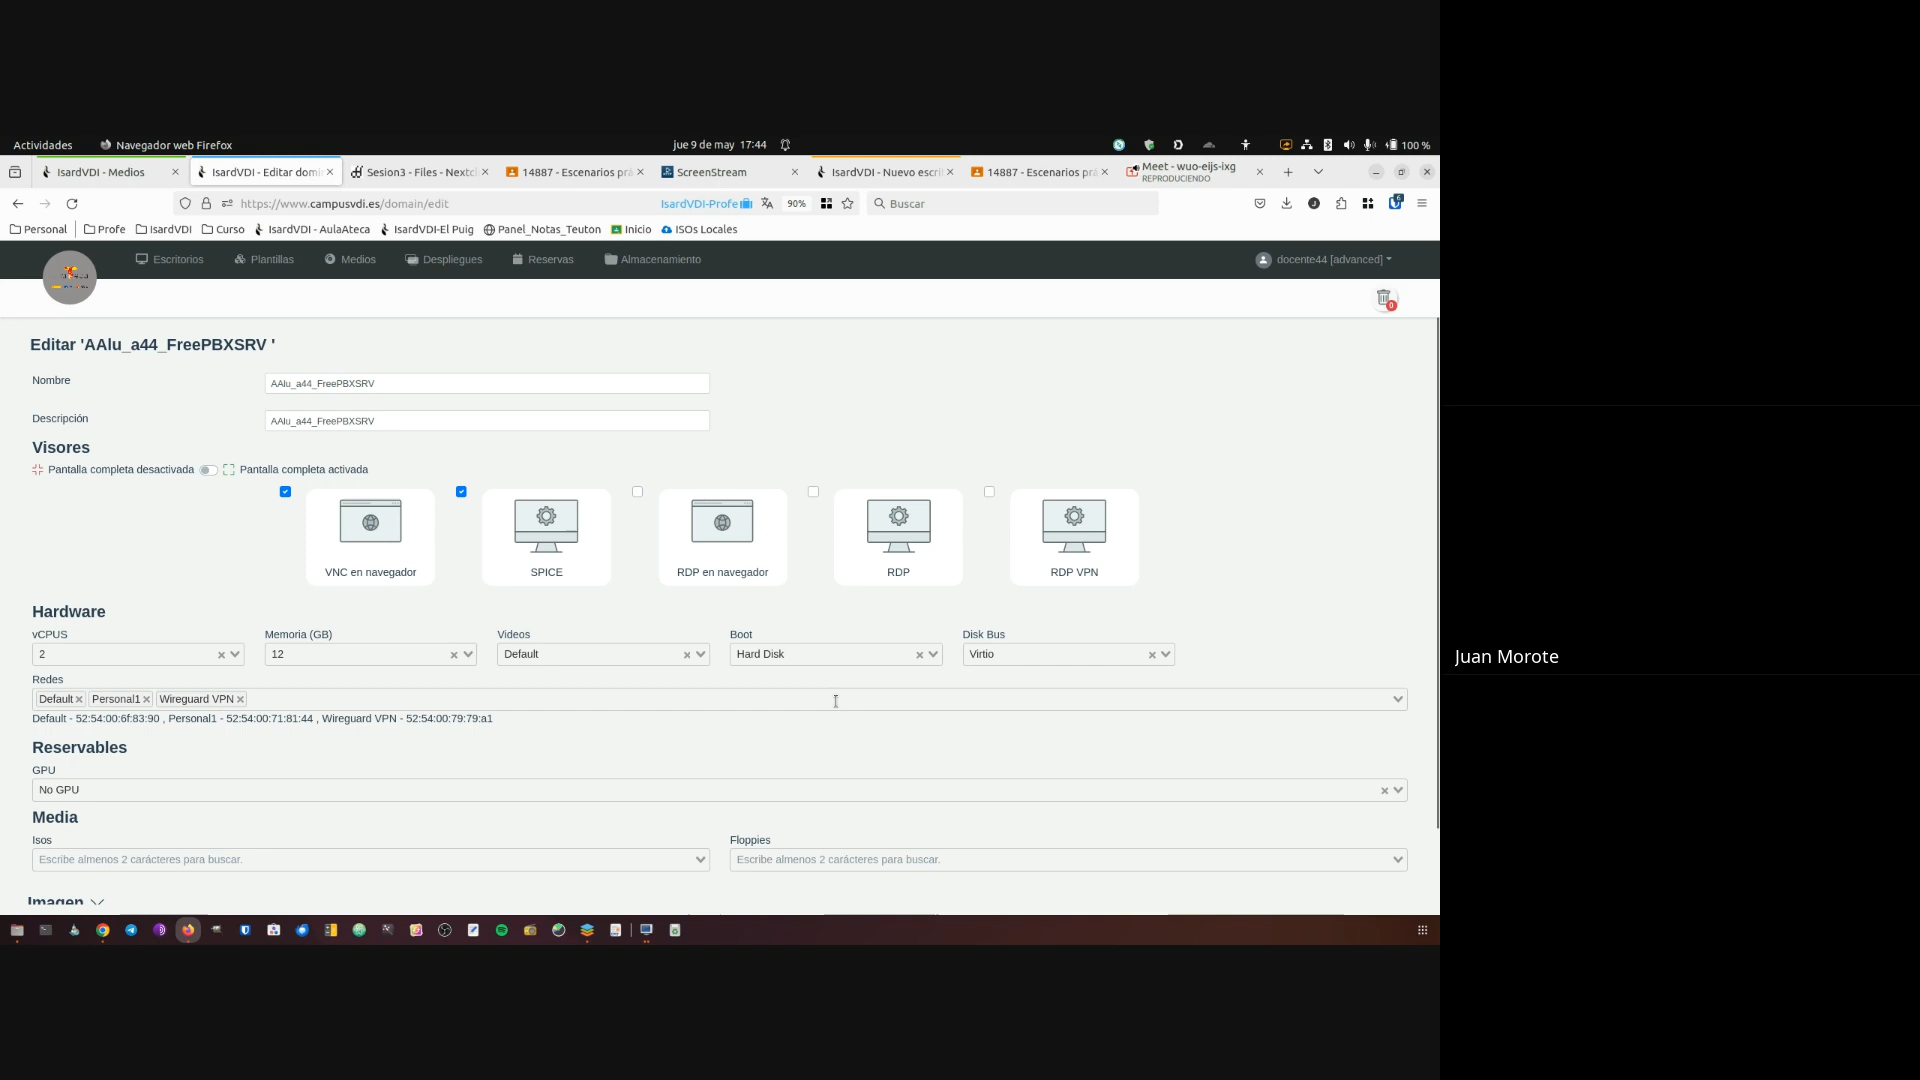 Actividades Navegador web Firefox jue 9 de may 17:44 100 %
IsardVDI - Medios IsardVDI - Editar domi Sesion3 - Files - Nextcl 14887 - Escenarios prá ScreenStream IsardVDI - Nuevo escri 14887 - Escenarios prá Meet - wuo-eijs-ixg
REPRODUCIENDO
https://www.campusvdi.es/domain/edit IsardVDI-Profe 90% Buscar
Personal Profe IsardVDI Curso IsardVDI - AulaAteca IsardVDI-El Puig Panel_Notas_Teuton Inicio ISOs Locales
Escritorios Plantillas Medios Despliegues Reservas Almacenamiento docente44 [advanced]
0
Editar 'AAlu_a44_FreePBXSRV '
Nombre AAlu_a44_FreePBXSRV
Descripción AAlu_a44_FreePBXSRV
Visores
Pantalla completa desactivada Pantalla completa activada
VNC en navegador SPICE RDP en navegador RDP RDP VPN
Hardware
vCPUS Memoria (GB) Videos Boot Disk Bus
2 12 Default Hard Disk Virtio
Redes
Default Personal1 Wireguard VPN
Default - 52:54:00:6f:83:90 , Personal1 - 52:54:00:71:81:44 , Wireguard VPN - 52:54:00:79:79:a1
Reservables
GPU
No GPU
Media
Isos Floppies
Escribe almenos 2 carácteres para buscar. Escribe almenos 2 carácteres para buscar.
Imagen
Juan Morote